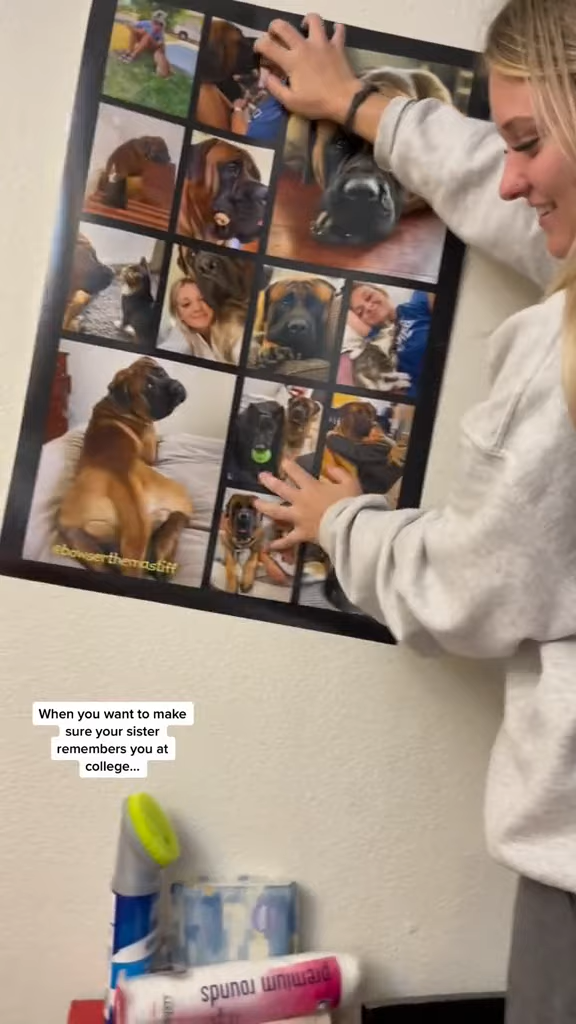 @bowserthemastiff
When you want to make
sure your sister
remembers you at
college...
premium rounds